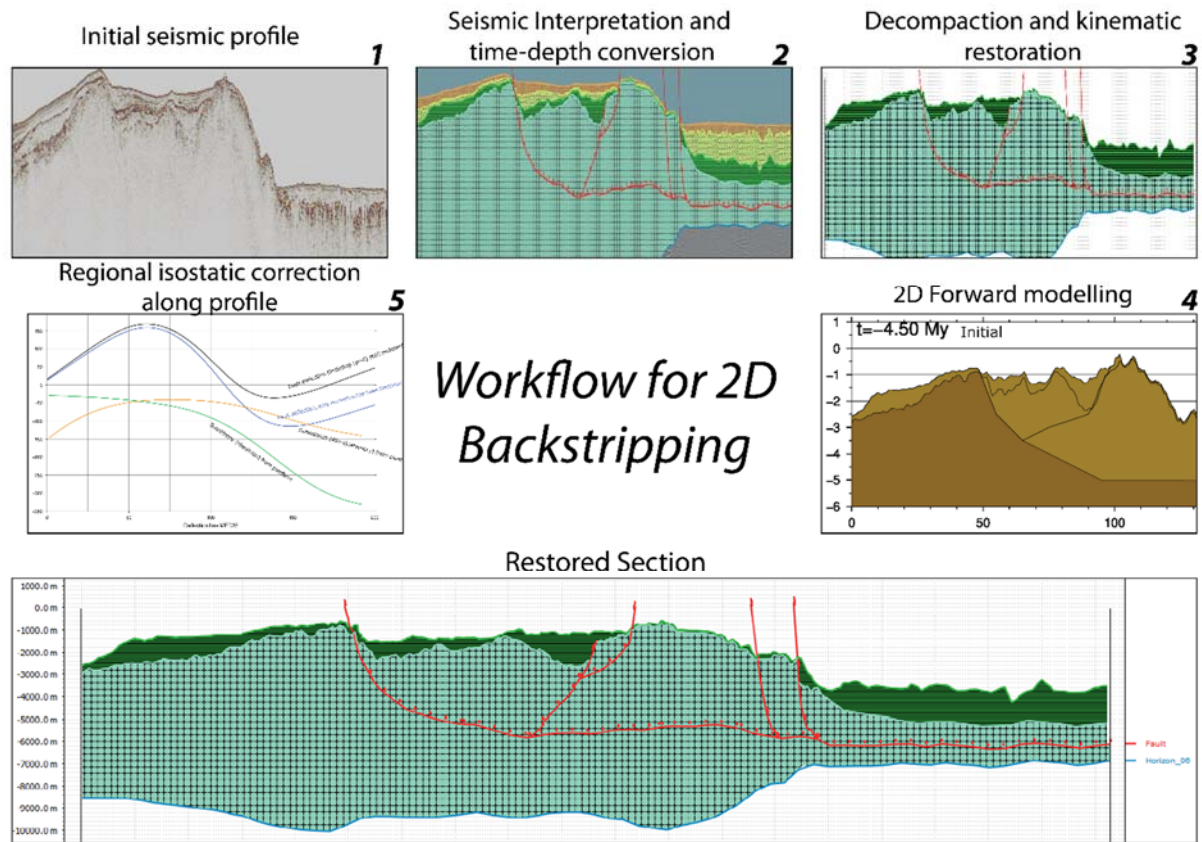 Initial seismic profile
1
Seismic Interpretation and
time-depth conversion
2
Decompaction and kinematic
restoration
3
Regional isostatic correction
along profile
5
0
Workflow for 2D
Backstripping
2D Forward modelling
4
t=−4.50 My Initial
1
0
−1
−2
−3
−4
−5
−6
0
50
100
Restored Section
1000.0 m
0.0 m
-1000.0 m
-2000.0 m
-3000.0 m
-4000.0 m
-5000.0 m
-6000.0 m
-7000.0 m
-8000.0 m
-9000.0 m
-10000.0 m
Fault
Horizon_06